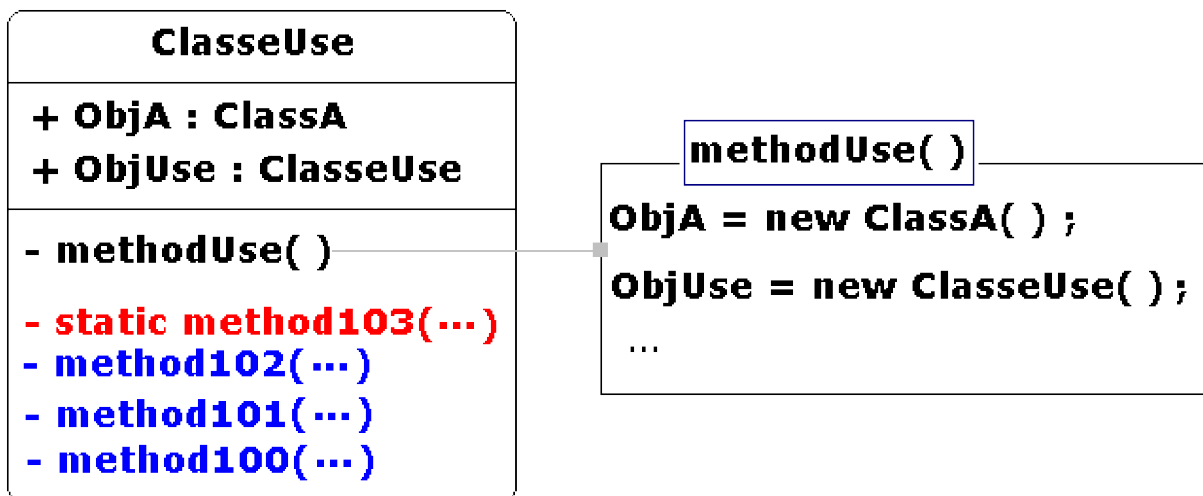 ClasseUse
+ ObjA : ClassA
+ ObjUse : ClasseUse
- methodUse( )
- static method103(···)
- method102(···)
- method101(···)
- method100(···)
methodUse( )
ObjA = new ClassA( ) ;
ObjUse = new ClasseUse( ) ;
...